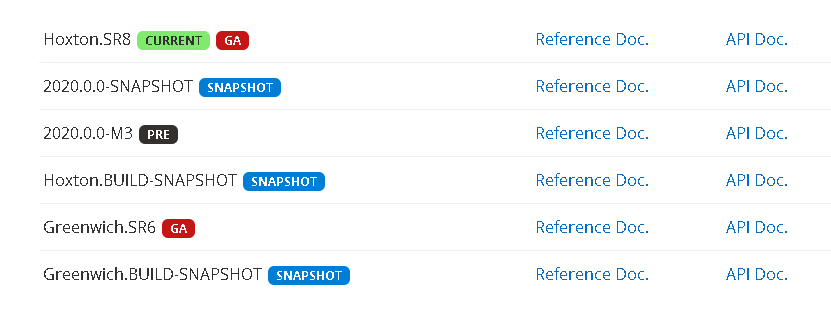 Hoxton.SR8 CURRENT GA Reference Doc. API Doc.
2020.0.0-SNAPSHOT SNAPSHOT Reference Doc. API Doc.
2020.0.0-M3 PRE Reference Doc. API Doc.
Hoxton.BUILD-SNAPSHOT SNAPSHOT Reference Doc. API Doc.
Greenwich.SR6 GA Reference Doc. API Doc.
Greenwich.BUILD-SNAPSHOT SNAPSHOT Reference Doc. API Doc.